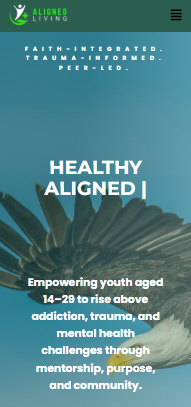 ALIGNED
LIVING
FAITH-INTEGRATED.
TRAUMA-INFORMED.
PEER-LED.
HEALTHY
ALIGNED |
Empowering youth aged
14–29 to rise above
addiction, trauma, and
mental health
challenges through
mentorship, purpose,
and community.